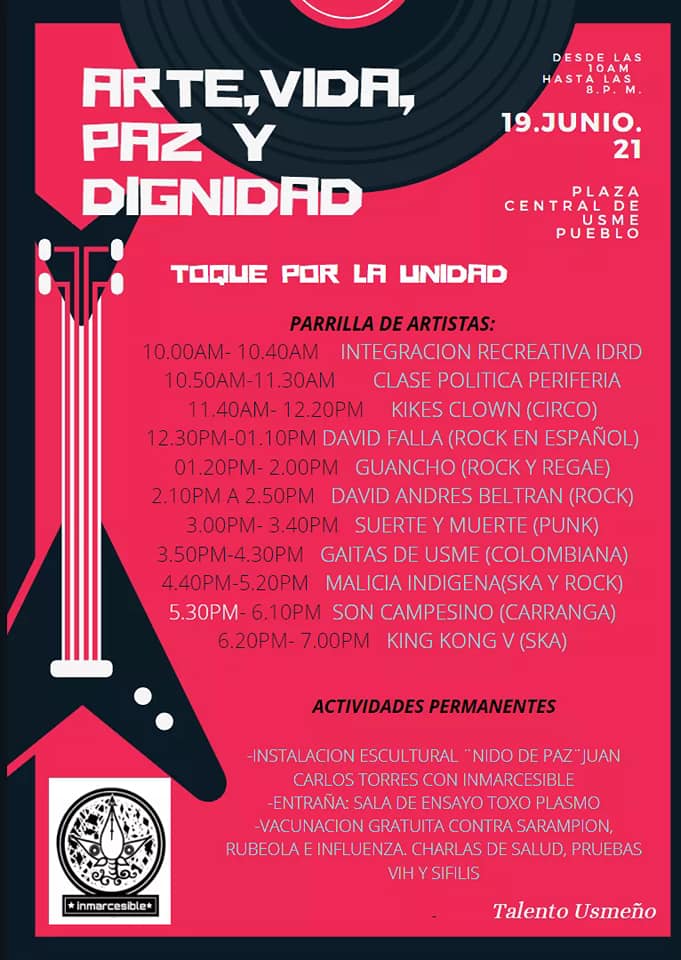 ARTE,VIDA,
PAZ Y
DIGNIDAD
DESDE LAS
10AM
HASTA LAS
8.P. M.
19.JUNIO.
21
PLAZA
CENTRAL DE
USME
PUEBLO
TOQUE POR LA UNIDAD
PARRILLA DE ARTISTAS:
10.00AM- 10.40AM INTEGRACION RECREATIVA IDRD
10.50AM-11.30AM CLASE POLITICA PERIFERIA
11.40AM- 12.20PM KIKES CLOWN (CIRCO)
12.30PM-01.10PM DAVID FALLA (ROCK EN ESPAÑOL)
01.20PM- 2.00PM GUANCHO (ROCK Y REGAE)
2.10PM A 2.50PM DAVID ANDRES BELTRAN (ROCK)
3.00PM- 3.40PM SUERTE Y MUERTE (PUNK)
3.50PM-4.30PM GAITAS DE USME (COLOMBIANA)
4.40PM-5.20PM MALICIA INDIGENA(SKA Y ROCK)
5.30PM- 6.10PM SON CAMPESINO (CARRANGA)
6.20PM- 7.00PM KING KONG V (SKA)
ACTIVIDADES PERMANENTES
-INSTALACION ESCULTURAL ¨NIDO DE PAZ¨JUAN
CARLOS TORRES CON INMARCESIBLE
-ENTRAÑA: SALA DE ENSAYO TOXO PLASMO
-VACUNACION GRATUITA CONTRA SARAMPION,
RUBEOLA E INFLUENZA. CHARLAS DE SALUD, PRUEBAS
VIH Y SIFILIS
★inmarcesible★
-
Talento Usmeño